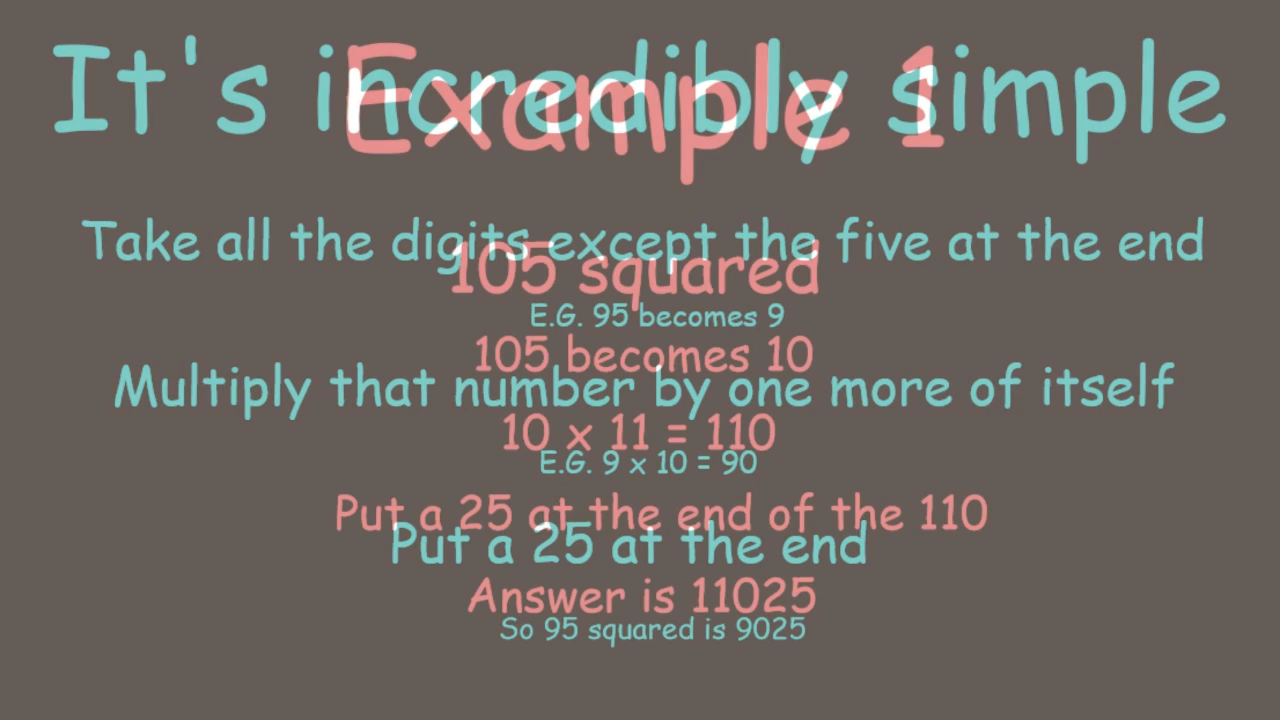 It's incredibly simple
Example 1
Take all the digits except the five at the end
105 squared
E.G. 95 becomes 9
105 becomes 10
Multiply that number by one more of itself
10 x 11 = 110
E.G. 9 x 10 = 90
Put a 25 at the end of the 110
Put a 25 at the end
Answer is 11025
So 95 squared is 9025